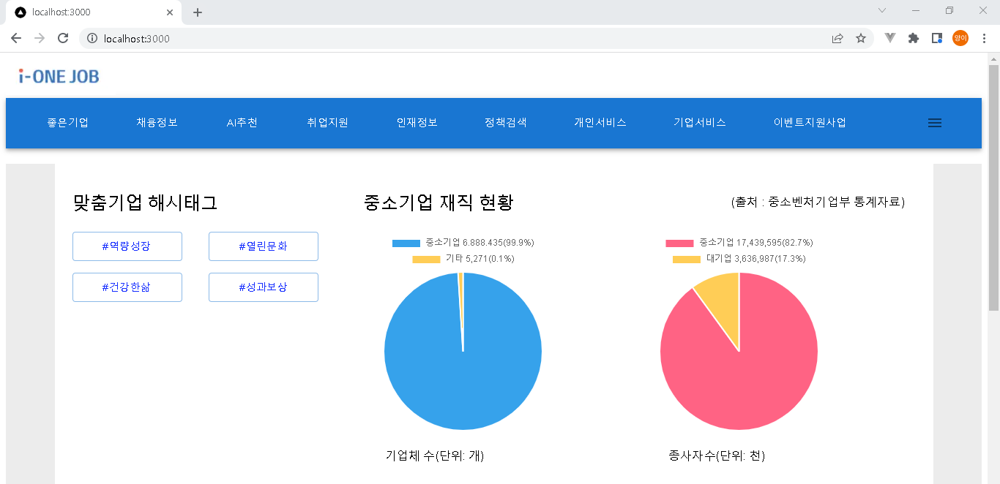 localhost:3000
localhost:3000
양이
i-ONE JOB
좋은기업 채용정보 AI추천 취업지원 인재정보 정책검색 개인서비스 기업서비스 이벤트지원사업
맞춤기업 해시태그
#역량성장 #열린문화
#건강한삶 #성과보상
중소기업 재직 현황 (출처 : 중소벤처기업부 통계자료)
중소기업 6.888.435(99.9%)
기타 5,271(0.1%)
기업체 수(단위: 개)
중소기업 17,439,595(82.7%)
대기업 3,636,987(17.3%)
종사자수(단위: 천)